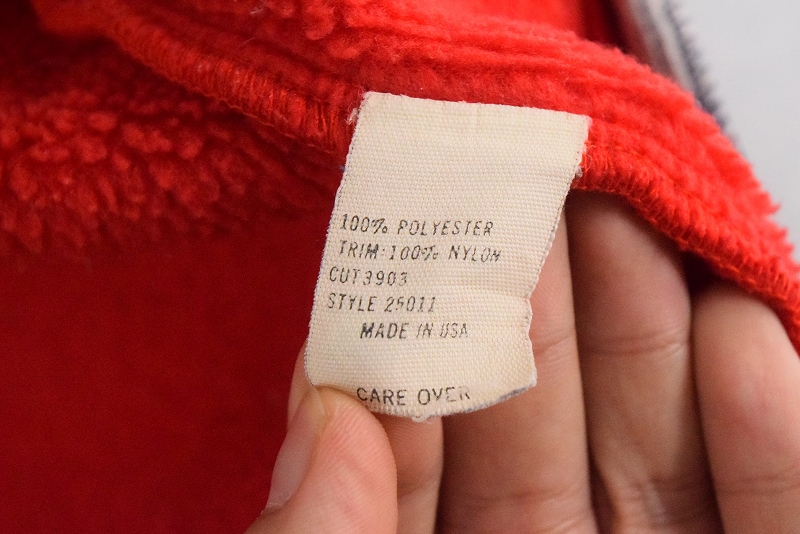 100% POLYESTER
TRIM·100% NYLON
CUT3903
STYLE 25011
MADE IN USA
CARE OVER